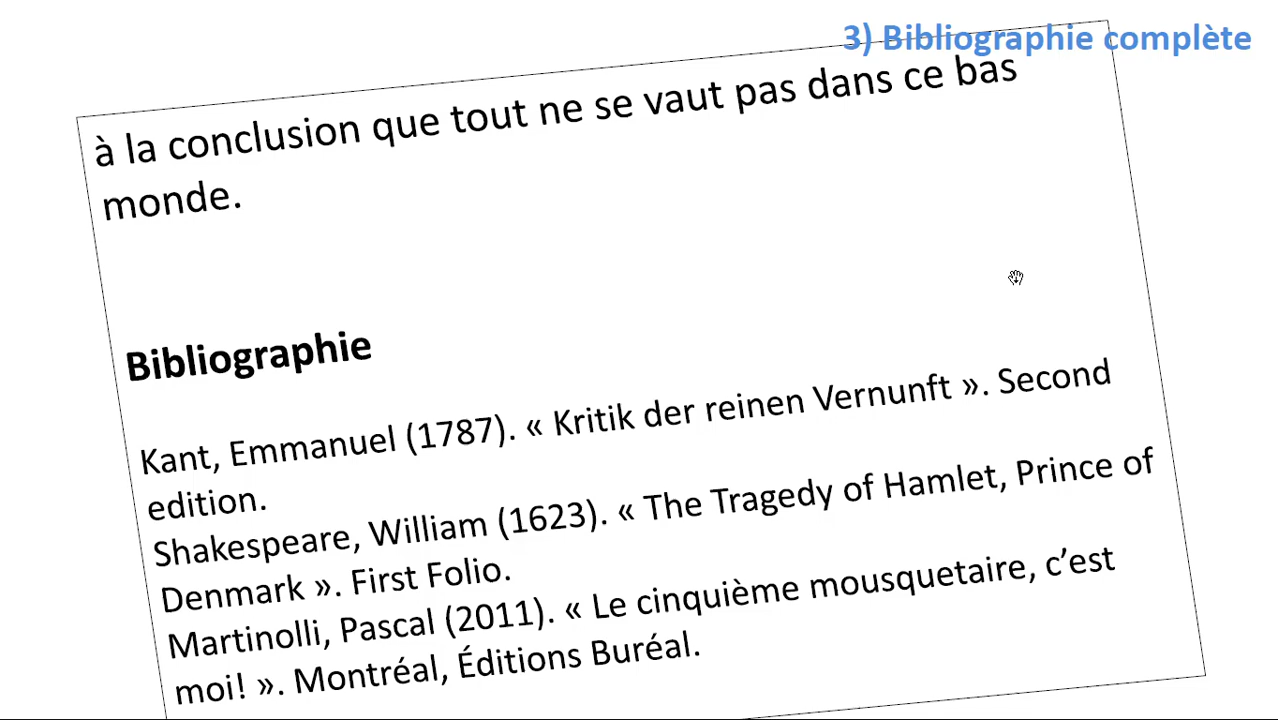 3) Bibliographie complète
à la conclusion que tout ne se vaut pas dans ce bas
monde.
Bibliographie
Kant, Emmanuel (1787). « Kritik der reinen Vernunft ». Second
edition.
Shakespeare, William (1623). « The Tragedy of Hamlet, Prince of
Denmark ». First Folio.
Martinolli, Pascal (2011). « Le cinquième mousquetaire, c’est
moi! ». Montréal, Éditions Buréal.